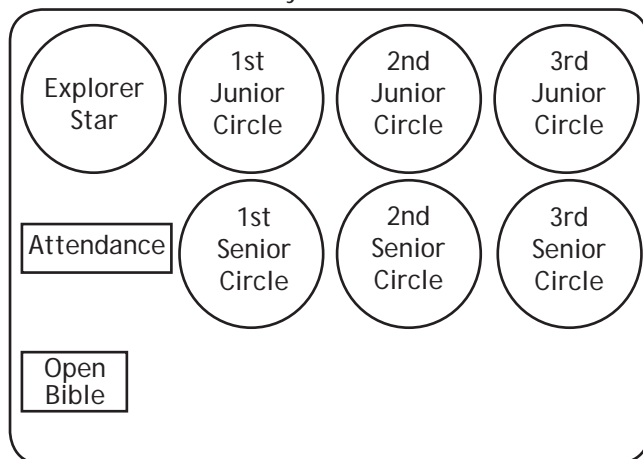 Explorer
Star
1st
Junior
Circle
2nd
Junior
Circle
3rd
Junior
Circle
Attendance
1st
Senior
Circle
2nd
Senior
Circle
3rd
Senior
Circle
Open
Bible